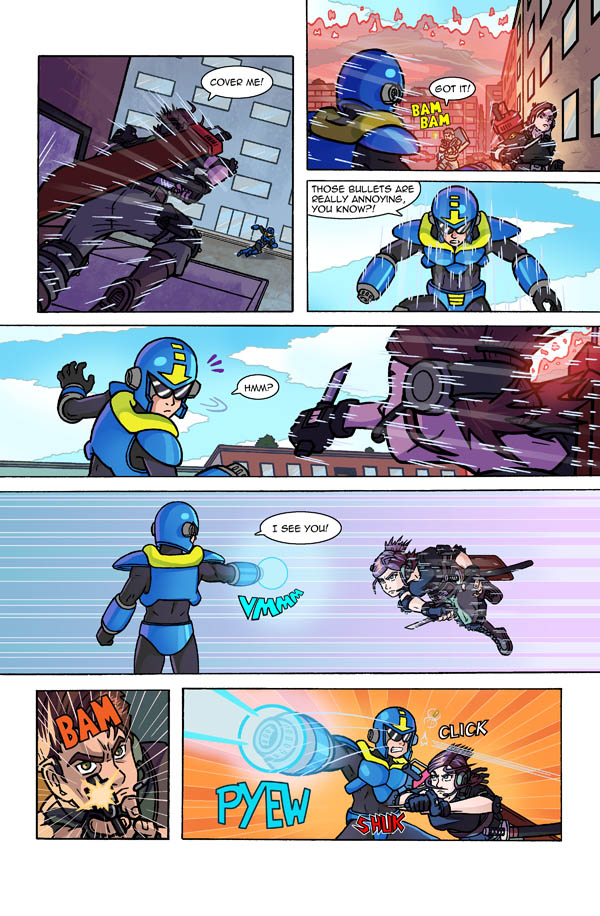 COVER ME!
GOT IT!
BAM
BAM
THOSE BULLETS ARE
REALLY ANNOYING,
YOU KNOW?!
HMM?
I SEE YOU!
VMMMM
BAM
CLICK
PYEW
SHUK